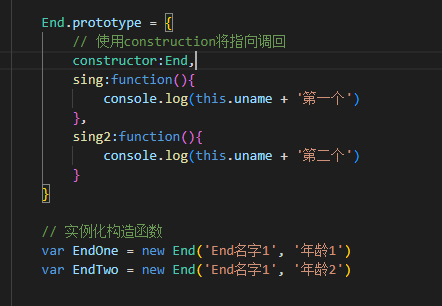 End.prototype = {
// 使用construction将指向调回
constructor:End,
sing:function(){
console.log(this.uname + '第一个')
},
sing2:function(){
console.log(this.uname + '第二个')
}
}
// 实例化构造函数
var EndOne = new End('End名字1', '年龄1')
var EndTwo = new End('End名字1', '年龄2')